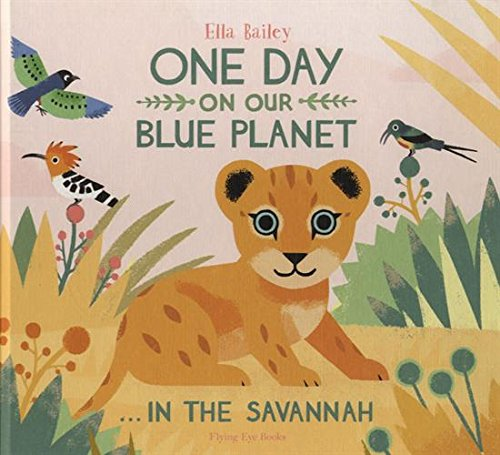 Ella Bailey
ONE DAY
ON OUR
BLUE PLANET
...IN THE SAVANNAH
Flying Eye Books